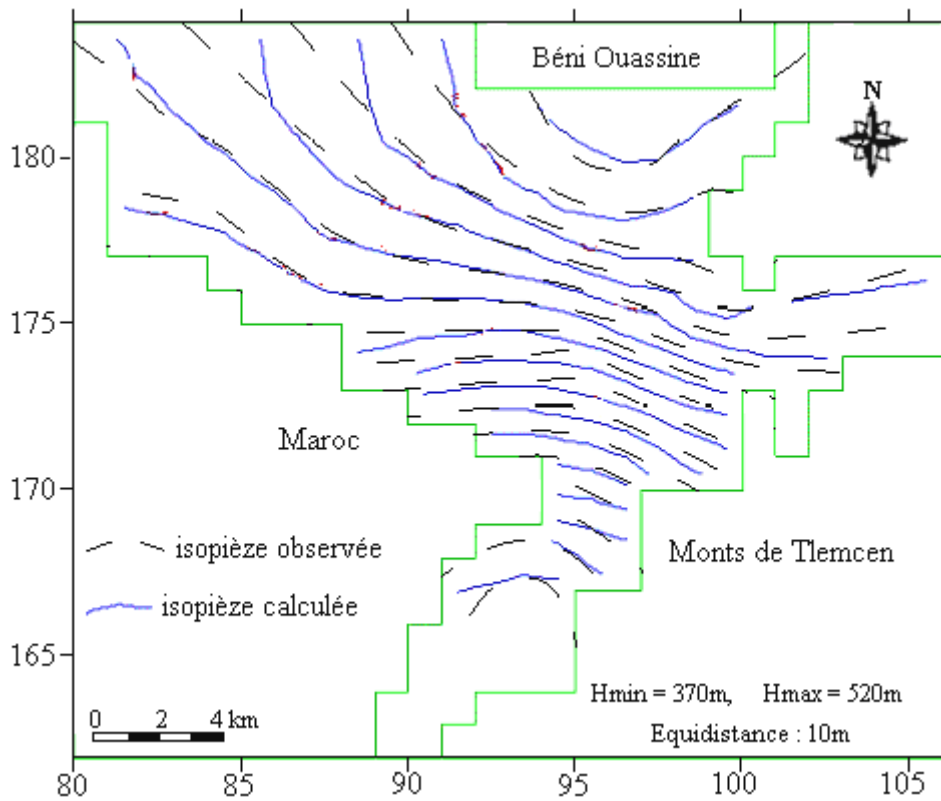 Béni Ouassine
N
180
175
Maroc
170
isopièze observée
Monts de Tlemcen
isopièze calculée
165
Hmin = 370m, Hmax = 520m
0 2 4 km
Equidistance : 10m
80 85 90 95 100 105